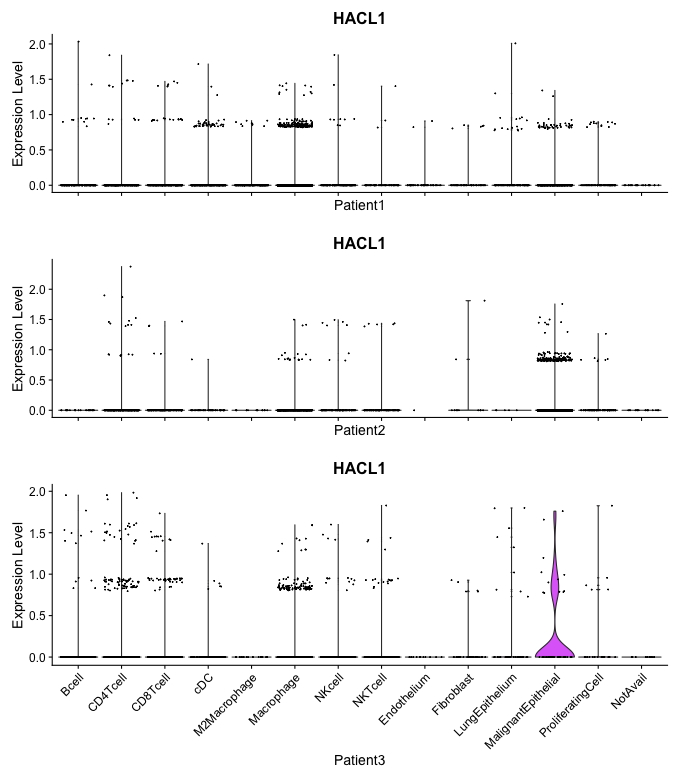 HACL1
Expression Level
2.0
1.5
1.0
0.5
0.0
Patient1
HACL1
Expression Level
2.0
1.5
1.0
0.5
0.0
Patient2
HACL1
Expression Level
2.0
1.5
1.0
0.5
0.0
Bcell
CD4Tcell
CD8Tcell
cDC
M2Macrophage
Macrophage
NKcell
NKTcell
Endothelium
Fibroblast
LungEpithelium
MalignantEpithelial
ProliferatingCell
NotAvail
Patient3